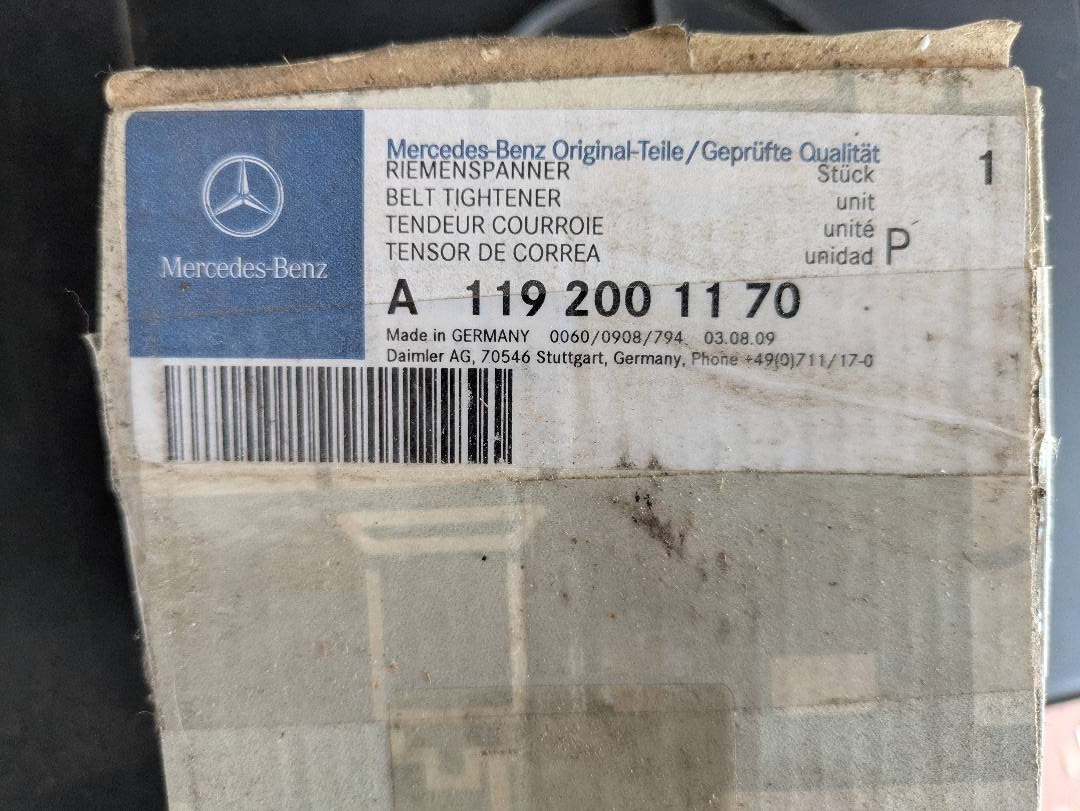 Mercedes-Benz
Mercedes-Benz Original-Teile/Geprüfte Qualität
RIEMENSPANNER Stück 1
BELT TIGHTENER unit
TENDEUR COURROIE unité
TENSOR DE CORREA unidad P
A 119 200 11 70
Made in GERMANY 0060/0908/794 03.08.09
Daimler AG, 70546 Stuttgart, Germany, Phone +49(0)711/17-0